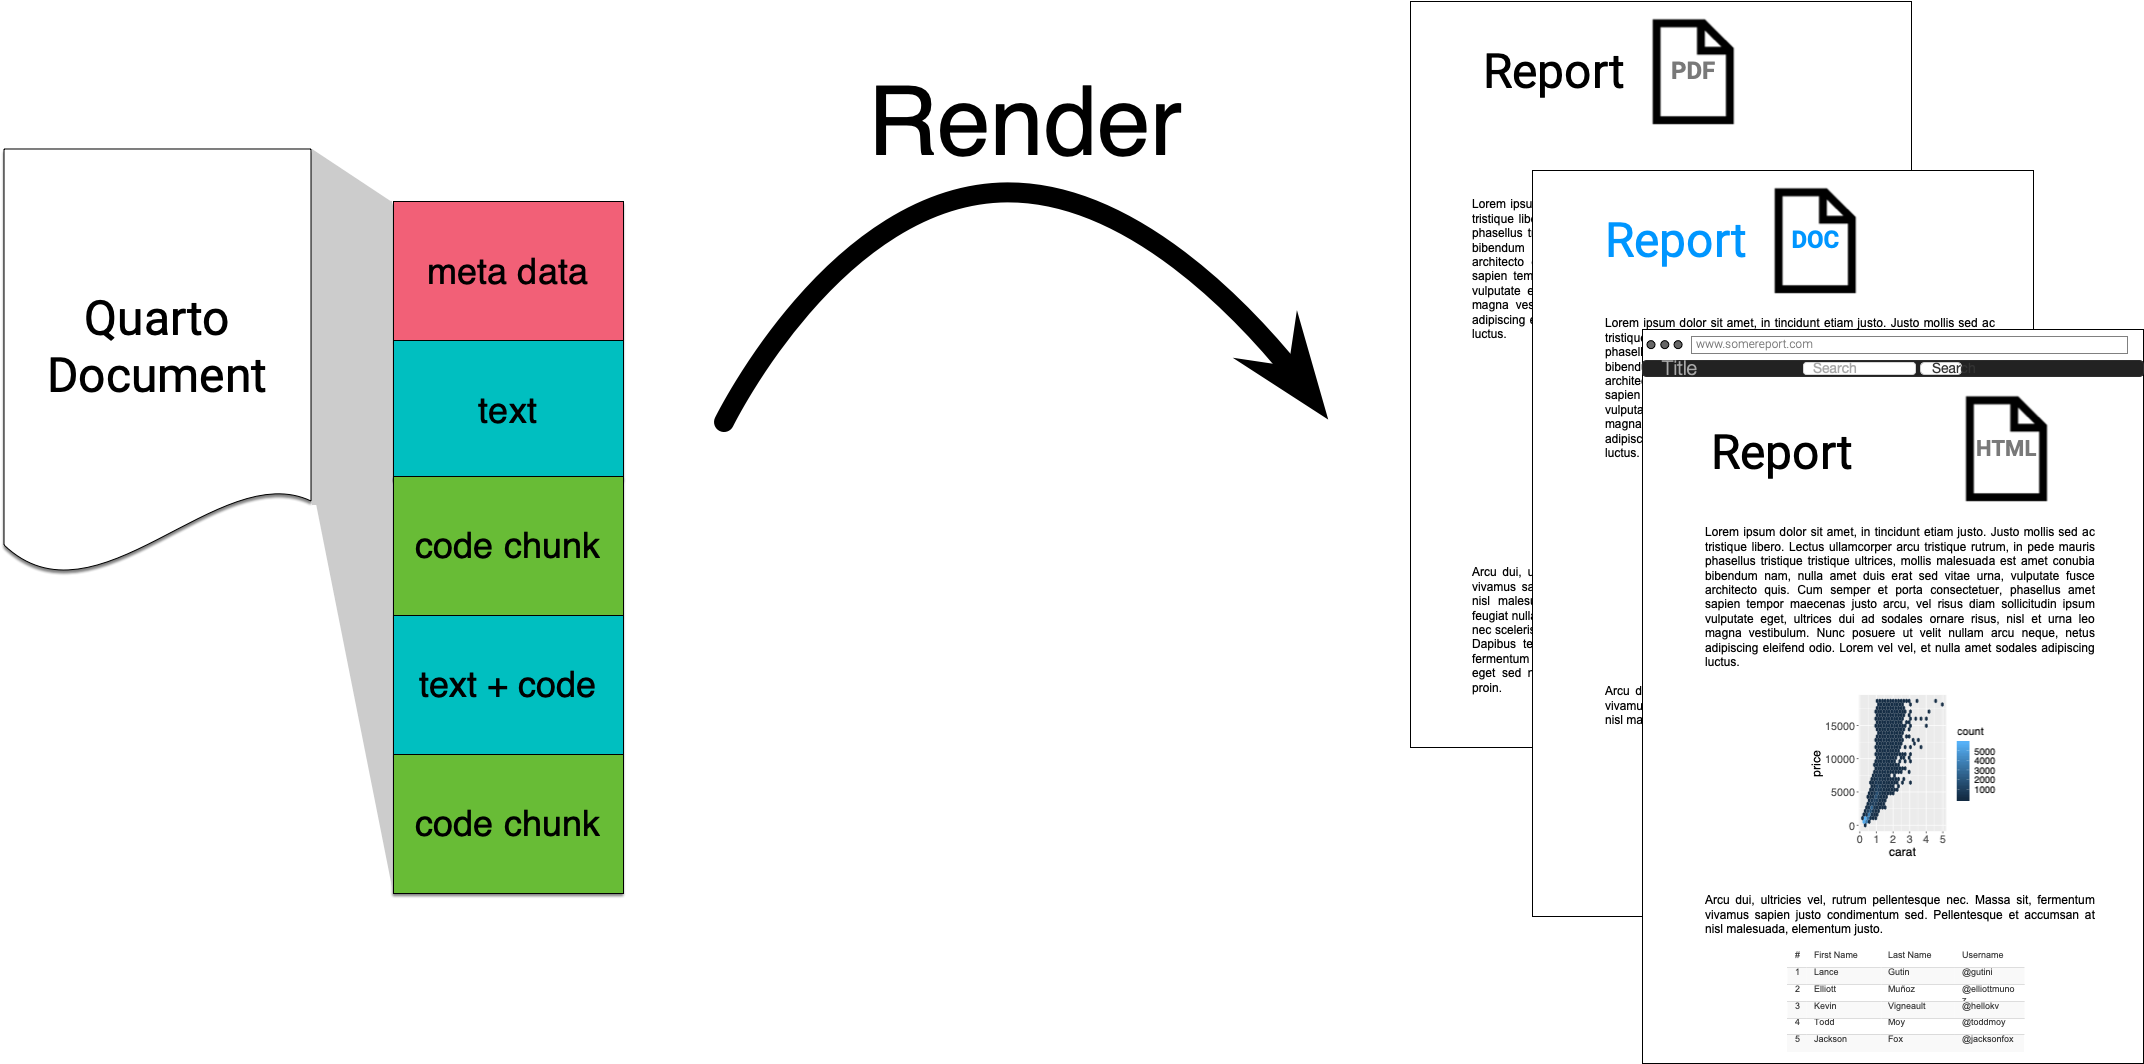 Quarto
Document
meta data
text
code chunk
text + code
code chunk
Render
Report
PDF
Lorem ipsu
tristique lib
phasellus t
bibendum
architecto
sapien tem
vulputate e
magna ves
adipiscing e
luctus.
Arcu dui, u
vivamus sa
nisl malesu
feugiat nulla
nec sceleris
Dapibus te
fermentum
eget sed n
proin.
Report
DOC
Lorem ipsum dolor sit amet, in tincidunt etiam justo. Justo mollis sed ac
tristique
phasell
bibend
archite
sapien
vulputa
magna
adipisc
luctus.
Arcu d
vivamu
nisl ma
www.somereport.com
Title
Search
Search
Report
HTML
Lorem ipsum dolor sit amet, in tincidunt etiam justo. Justo mollis sed ac
tristique libero. Lectus ullamcorper arcu tristique rutrum, in pede mauris
phasellus tristique tristique ultrices, mollis malesuada est amet conubia
bibendum nam, nulla amet duis erat sed vitae urna, vulputate fusce
architecto quis. Cum semper et porta consectetuer, phasellus amet
sapien tempor maecenas justo arcu, vel risus diam sollicitudin ipsum
vulputate eget, ultrices dui ad sodales ornare risus, nisl et urna leo
magna vestibulum. Nunc posuere ut velit nullam arcu neque, netus
adipiscing eleifend odio. Lorem vel vel, et nulla amet sodales adipiscing
luctus.
15000
10000
5000
0
price
0 1 2 3 4 5
carat
count
5000
4000
3000
2000
1000
Arcu dui, ultricies vel, rutrum pellentesque nec. Massa sit, fermentum
vivamus sapien justo condimentum sed. Pellentesque et accumsan at
nisl malesuada, elementum justo.
# First Name Last Name Username
1 Lance Gutin @gutini
2 Elliott Muñoz @elliottmuno
z
3 Kevin Vigneault @hellokv
4 Todd Moy @toddmoy
5 Jackson Fox @jacksonfox